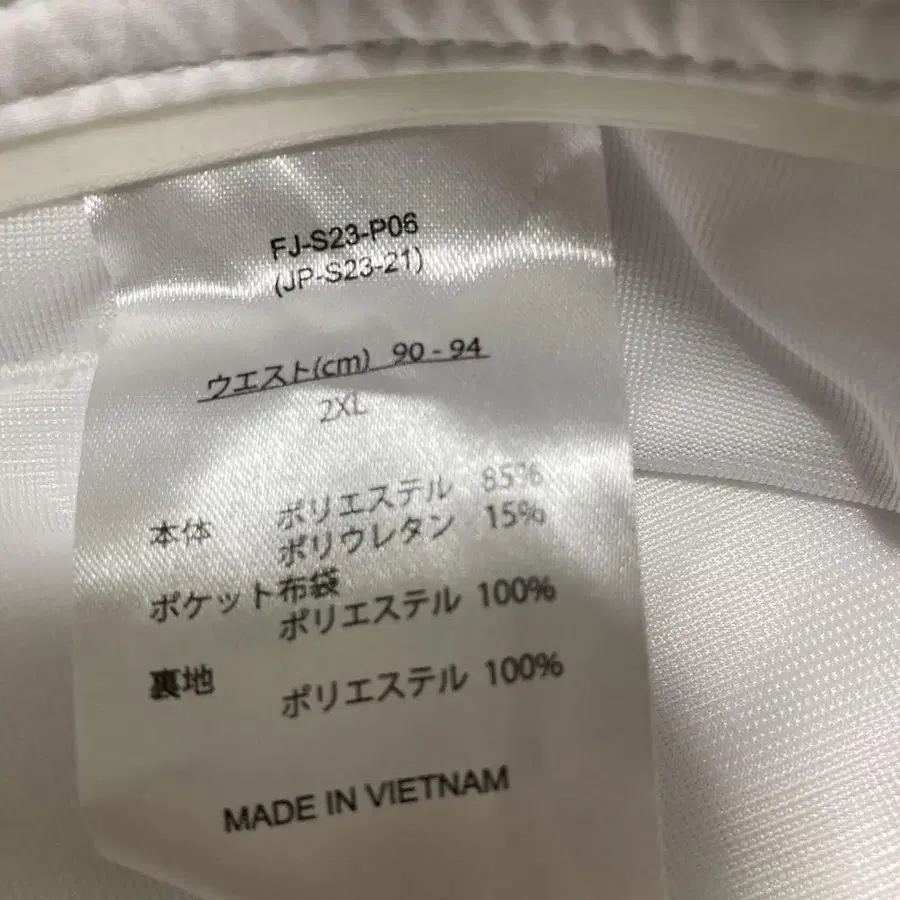 FJ-S23-P06
(JP-S23-21)
ウエスト(cm) 90 - 94
2XL
本体 ポリエステル 85%
ポリウレタン 15%
ポケット布袋
ポリエステル 100%
裏地
ポリエステル 100%
MADE IN VIETNAM